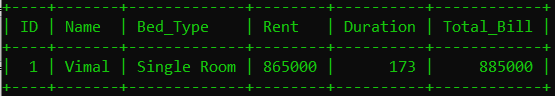 +----+-------+-------------+--------+----------+------------+
| ID | Name  | Bed_Type    | Rent   | Duration | Total_Bill |
+----+-------+-------------+--------+----------+------------+
|  1 | Vimal | Single Room | 865000 |      173 |     885000 |
+----+-------+-------------+--------+----------+------------+